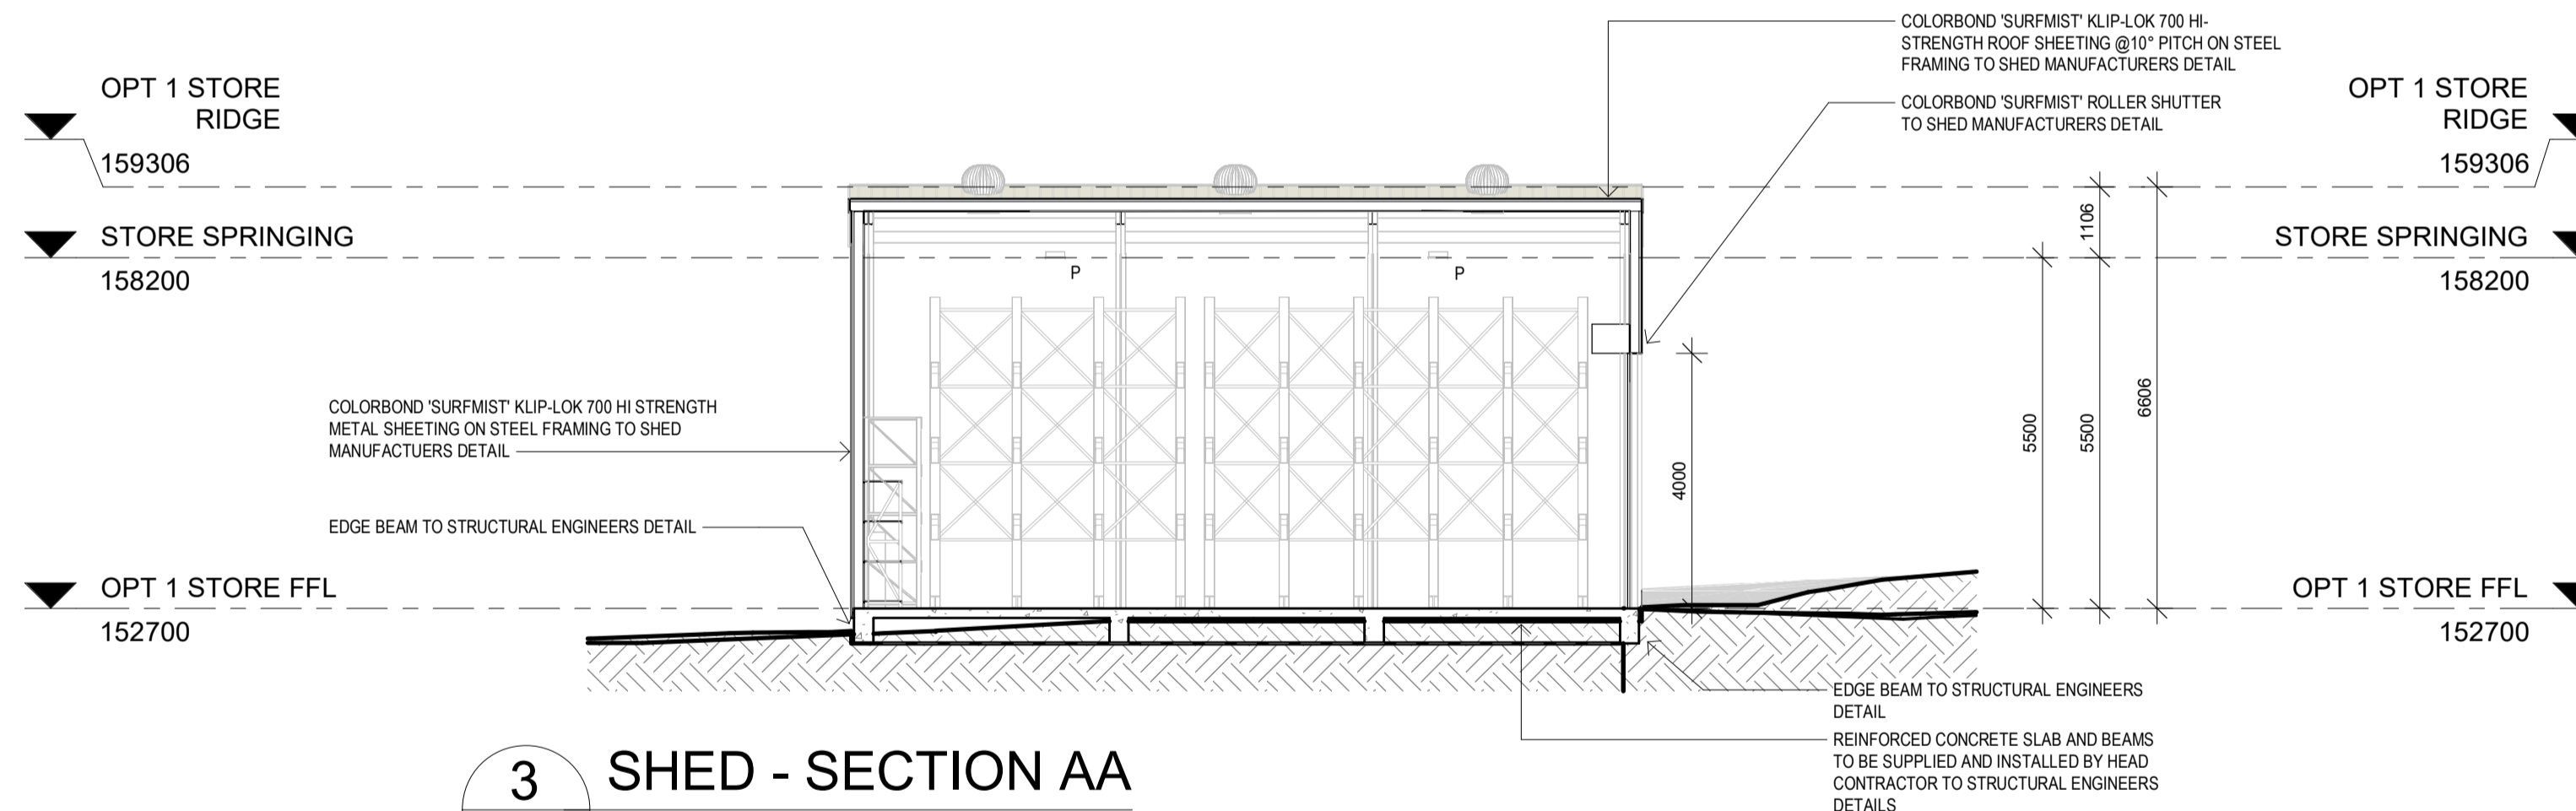 COLORBOND 'SURFMIST' KLIP-LOK 700 HI-
STRENGTH ROOF SHEETING @10° PITCH ON STEEL
FRAMING TO SHED MANUFACTURERS DETAIL
COLORBOND 'SURFMIST' ROLLER SHUTTER
TO SHED MANUFACTURERS DETAIL
OPT 1 STORE
RIDGE
159306
OPT 1 STORE
RIDGE
159306
STORE SPRINGING
158200
STORE SPRINGING
158200
1106
P
P
COLORBOND 'SURFMIST' KLIP-LOK 700 HI STRENGTH
METAL SHEETING ON STEEL FRAMING TO SHED
MANUFACTUERS DETAIL
4000
5500
5500
6606
EDGE BEAM TO STRUCTURAL ENGINEERS DETAIL
OPT 1 STORE FFL
152700
OPT 1 STORE FFL
152700
EDGE BEAM TO STRUCTURAL ENGINEERS
DETAIL
REINFORCED CONCRETE SLAB AND BEAMS
TO BE SUPPLIED AND INSTALLED BY HEAD
CONTRACTOR TO STRUCTURAL ENGINEERS
DETAILS
3
SHED - SECTION AA